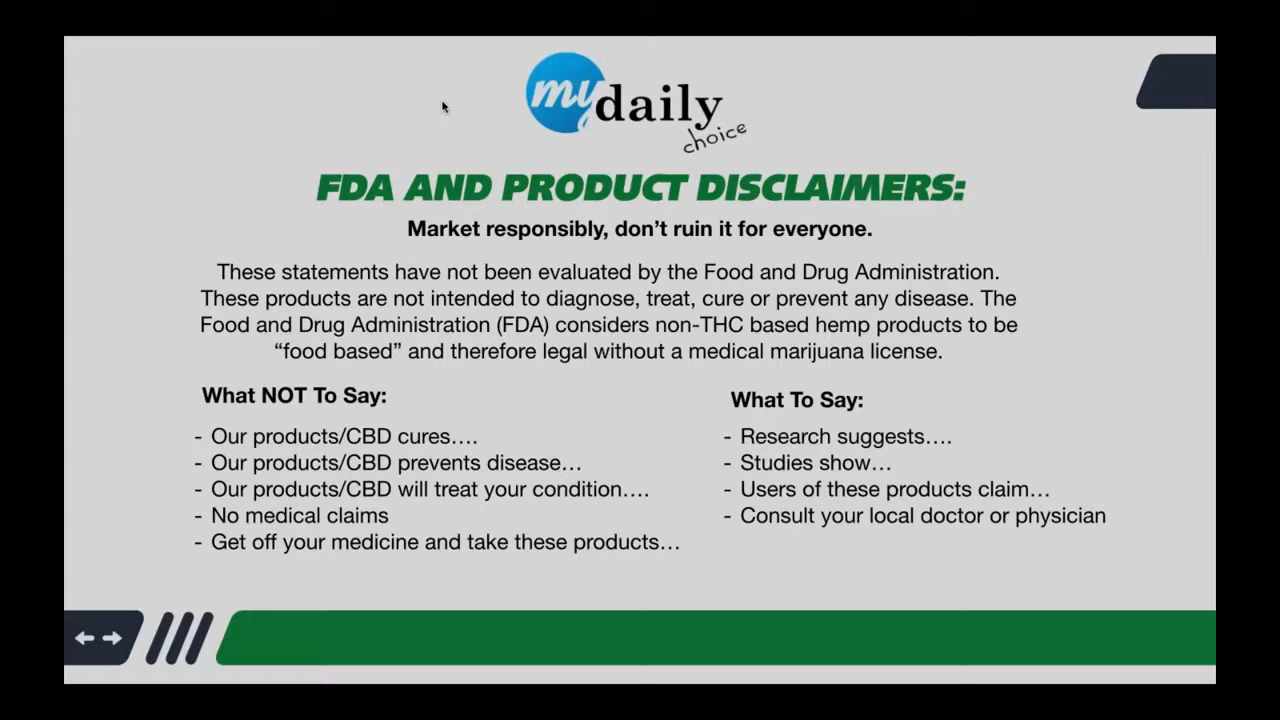 my daily
choice
FDA AND PRODUCT DISCLAIMERS:
Market responsibly, don't ruin it for everyone.
These statements have not been evaluated by the Food and Drug Administration.
These products are not intended to diagnose, treat, cure or prevent any disease. The
Food and Drug Administration (FDA) considers non-THC based hemp products to be
“food based” and therefore legal without a medical marijuana license.
What NOT To Say:
- Our products/CBD cures….
- Our products/CBD prevents disease…
- Our products/CBD will treat your condition….
- No medical claims
- Get off your medicine and take these products…
What To Say:
- Research suggests….
- Studies show…
- Users of these products claim…
- Consult your local doctor or physician